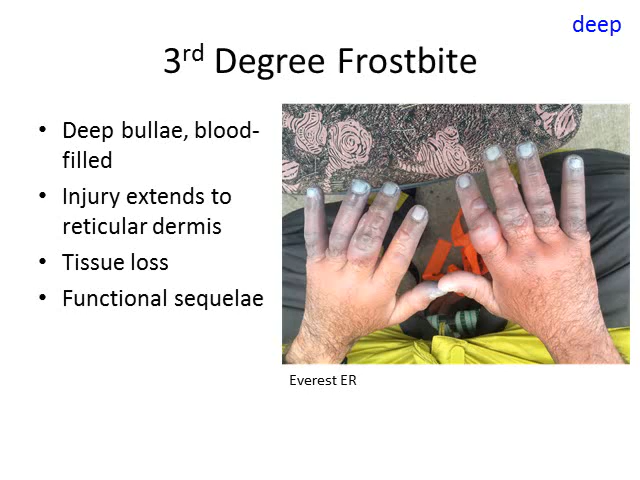 deep
3rd Degree Frostbite
• Deep bullae, blood-
filled
• Injury extends to
reticular dermis
• Tissue loss
• Functional sequelae
Everest ER